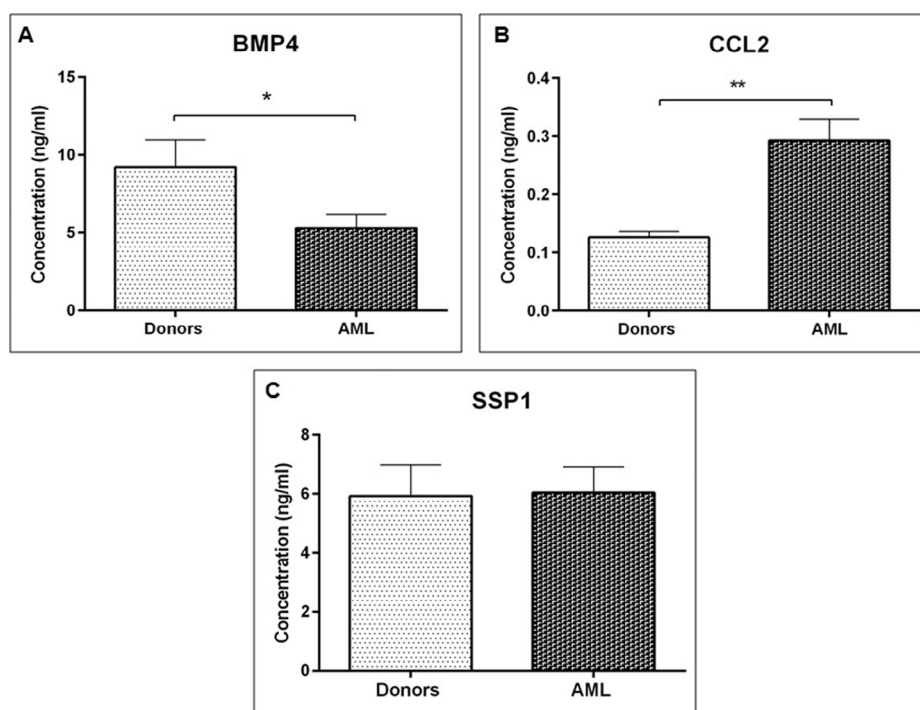 A
BMP4
Concentration (ng/ml)
15
10
5
0
*
Donors
AML
B
CCL2
Concentration (ng/ml)
0.4
0.3
0.2
0.1
0.0
**
Donors
AML
C
SSP1
Concentration (ng/ml)
8
6
4
2
0
Donors
AML